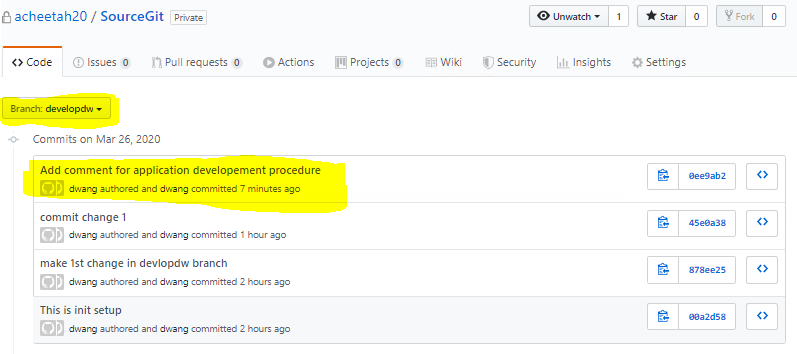 acheetah20 / SourceGit Private
Unwatch 1 Star 0 Fork 0
Code Issues 0 Pull requests 0 Actions Projects 0 Wiki Security Insights Settings
Branch: developdw
Commits on Mar 26, 2020
Add comment for application developement procedure
dwang authored and dwang committed 7 minutes ago
0ee9ab2
commit change 1
dwang authored and dwang committed 1 hour ago
45e0a38
make 1st change in devlopdw branch
dwang authored and dwang committed 2 hours ago
878ee25
This is init setup
dwang authored and dwang committed 2 hours ago
00a2d58